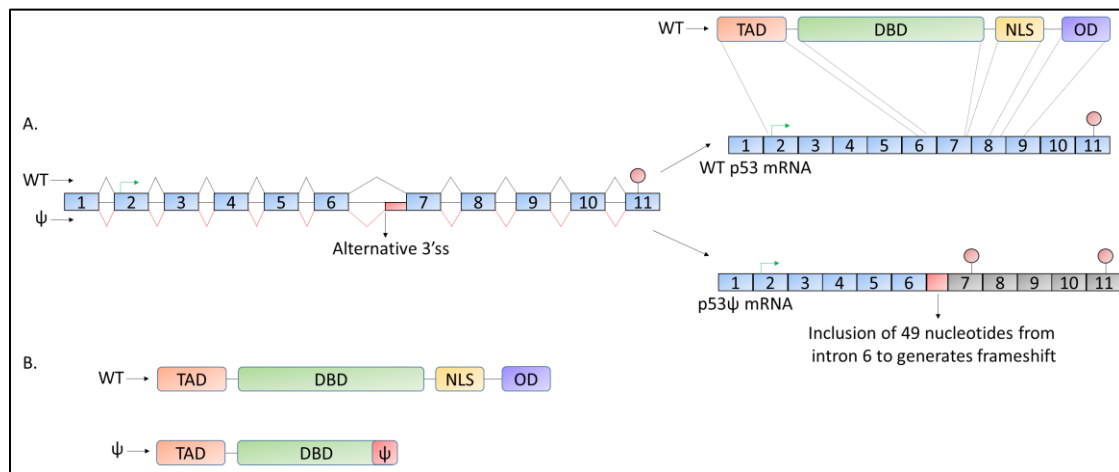 WT TAD DBD NLS OD
A.
1 2 3 4 5 6 7 8 9 10 11
WT p53 mRNA
WT
1 2 3 4 5 6 7 8 9 10 11
ψ
Alternative 3'ss
1 2 3 4 5 6 7 8 9 10 11
p53ψ mRNA
Inclusion of 49 nucleotides from
intron 6 to generates frameshift
B.
WT TAD DBD NLS OD
ψ TAD DBD ψ